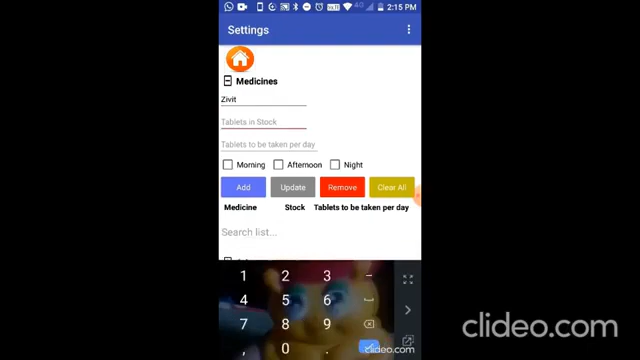 4G 2:15 PM
Settings
Medicines
Zivit
Tablets in Stock
Tablets to be taken per day
Morning Afternoon Night
Add Update Remove Clear All
Medicine Stock Tablets to be taken per day
Search list...
1 2 3 –
4 5 6
7 8 9
, 0 .
clideo.com
clideo.com